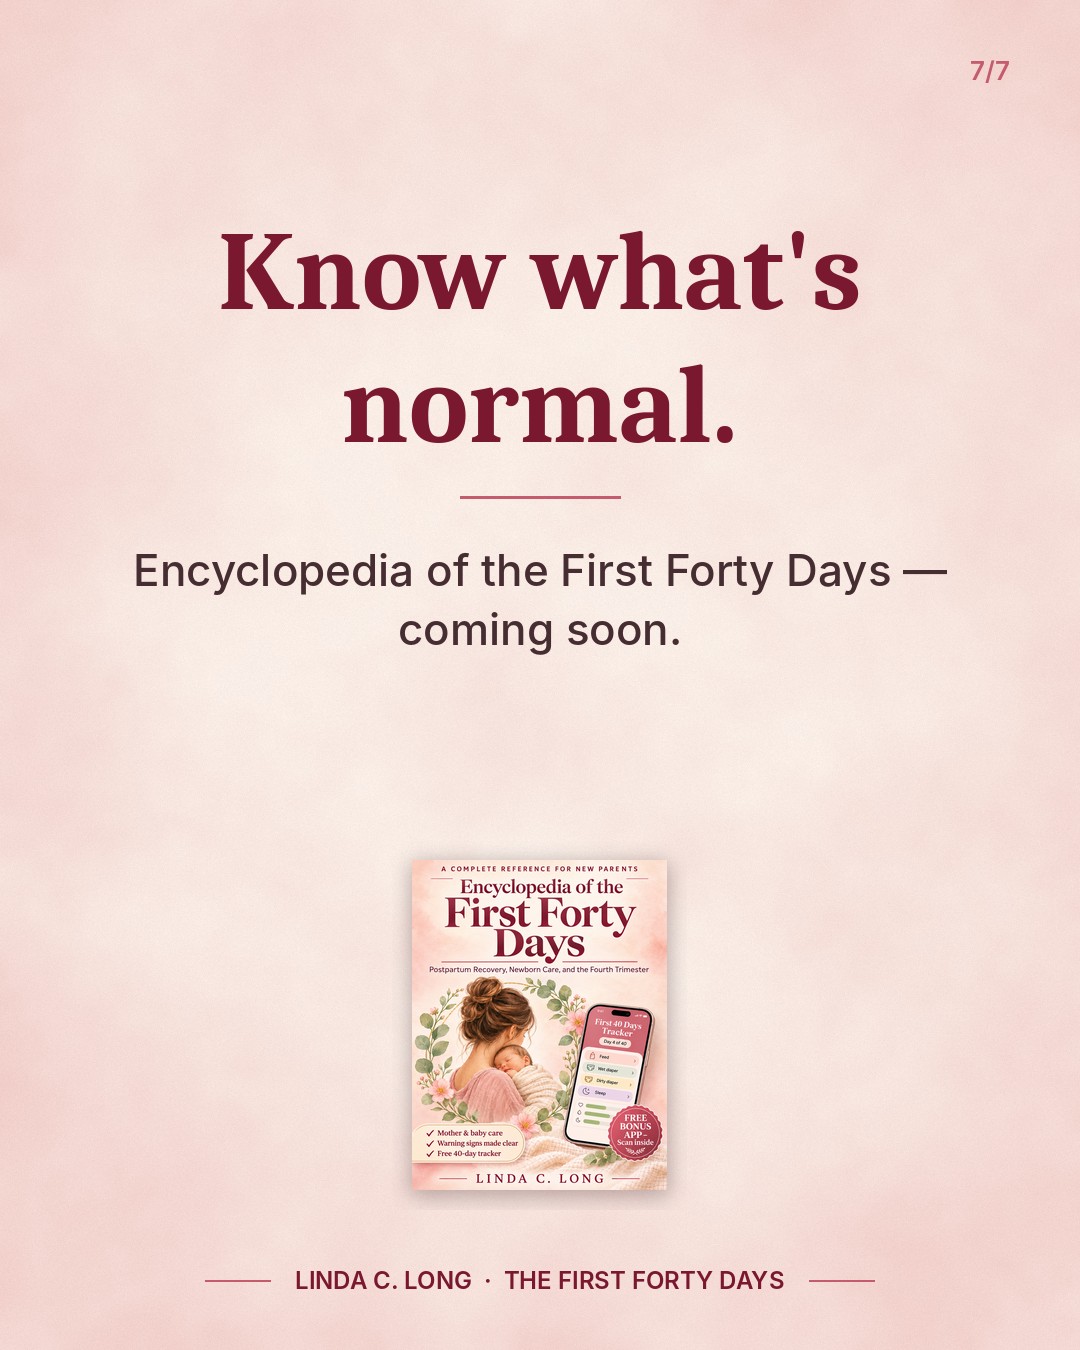 7/7
Know what's
normal.
Encyclopedia of the First Forty Days —
coming soon.
A COMPLETE REFERENCE FOR NEW PARENTS
Encyclopedia of the
First Forty
Days
Postpartum Recovery, Newborn Care, and the Fourth Trimester
First 40 Days
Tracker
Day 4 of 40
Feed
Wet diaper
Dirty diaper
Sleep
FREE
BONUS
APP–
Scan inside
Mother & baby care
Warning signs made clear
Free 40-day tracker
LINDA C. LONG
LINDA C. LONG · THE FIRST FORTY DAYS